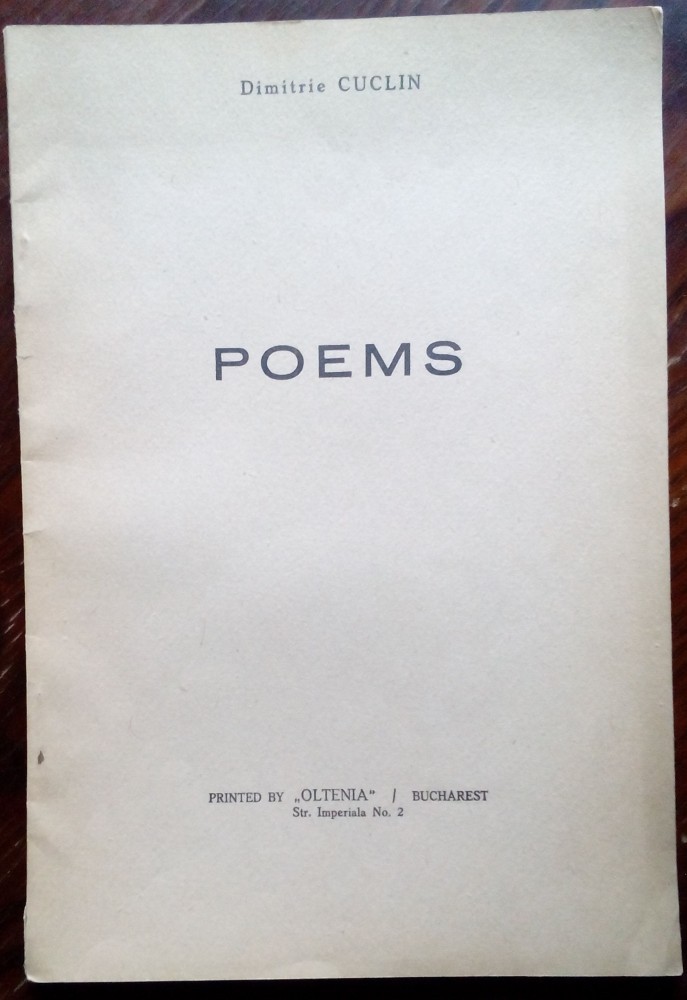 Dimitrie CUCLIN
POEMS
PRINTED BY „OLTENIA“ / BUCHAREST
Str. Imperiala No. 2